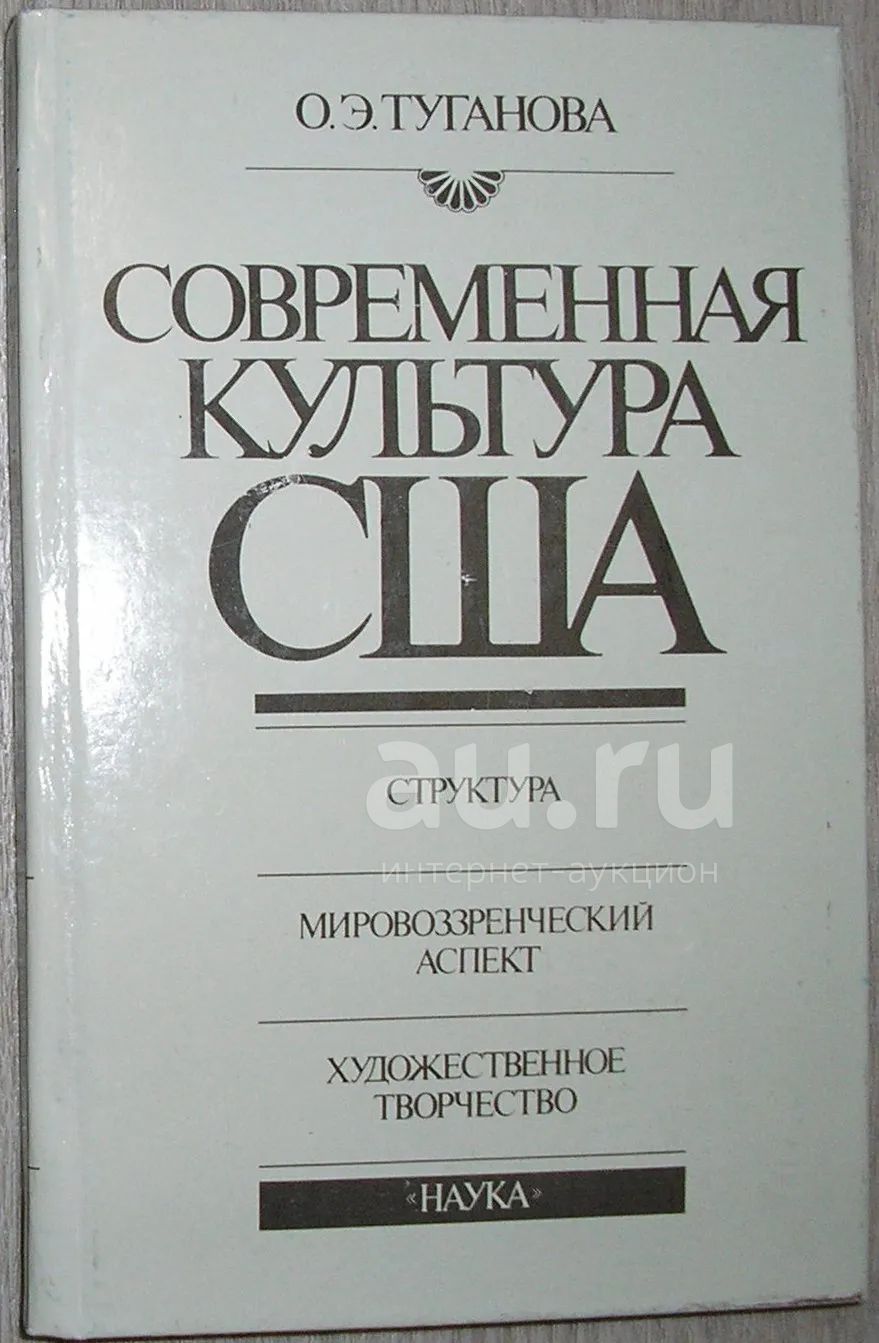 О.Э.ТУГАНОВА
СОВРЕМЕННАЯ
КУЛЬТУРА
США
au.ru
СТРУКТУРА
интернет-аукцион
МИРОВОЗЗРЕНЧЕСКИЙ
АСПЕКТ
ХУДОЖЕСТВЕННОЕ
ТВОРЧЕСТВО
«НАУКА»